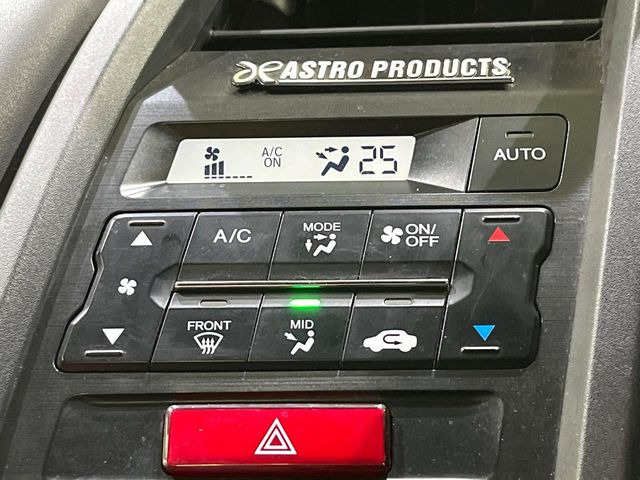 ASTRO PRODUCTS
A/C
ON
25
AUTO
A/C
MODE
ON/
OFF
FRONT
MID